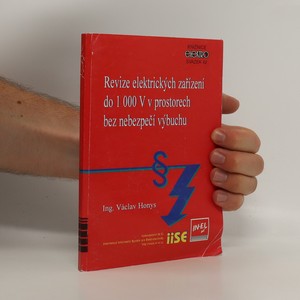 Revize elektrických zařízení
do 1 000 V v prostorech
bez nebezpečí výbuchu
§
Ing. Václav Honys
iiSE